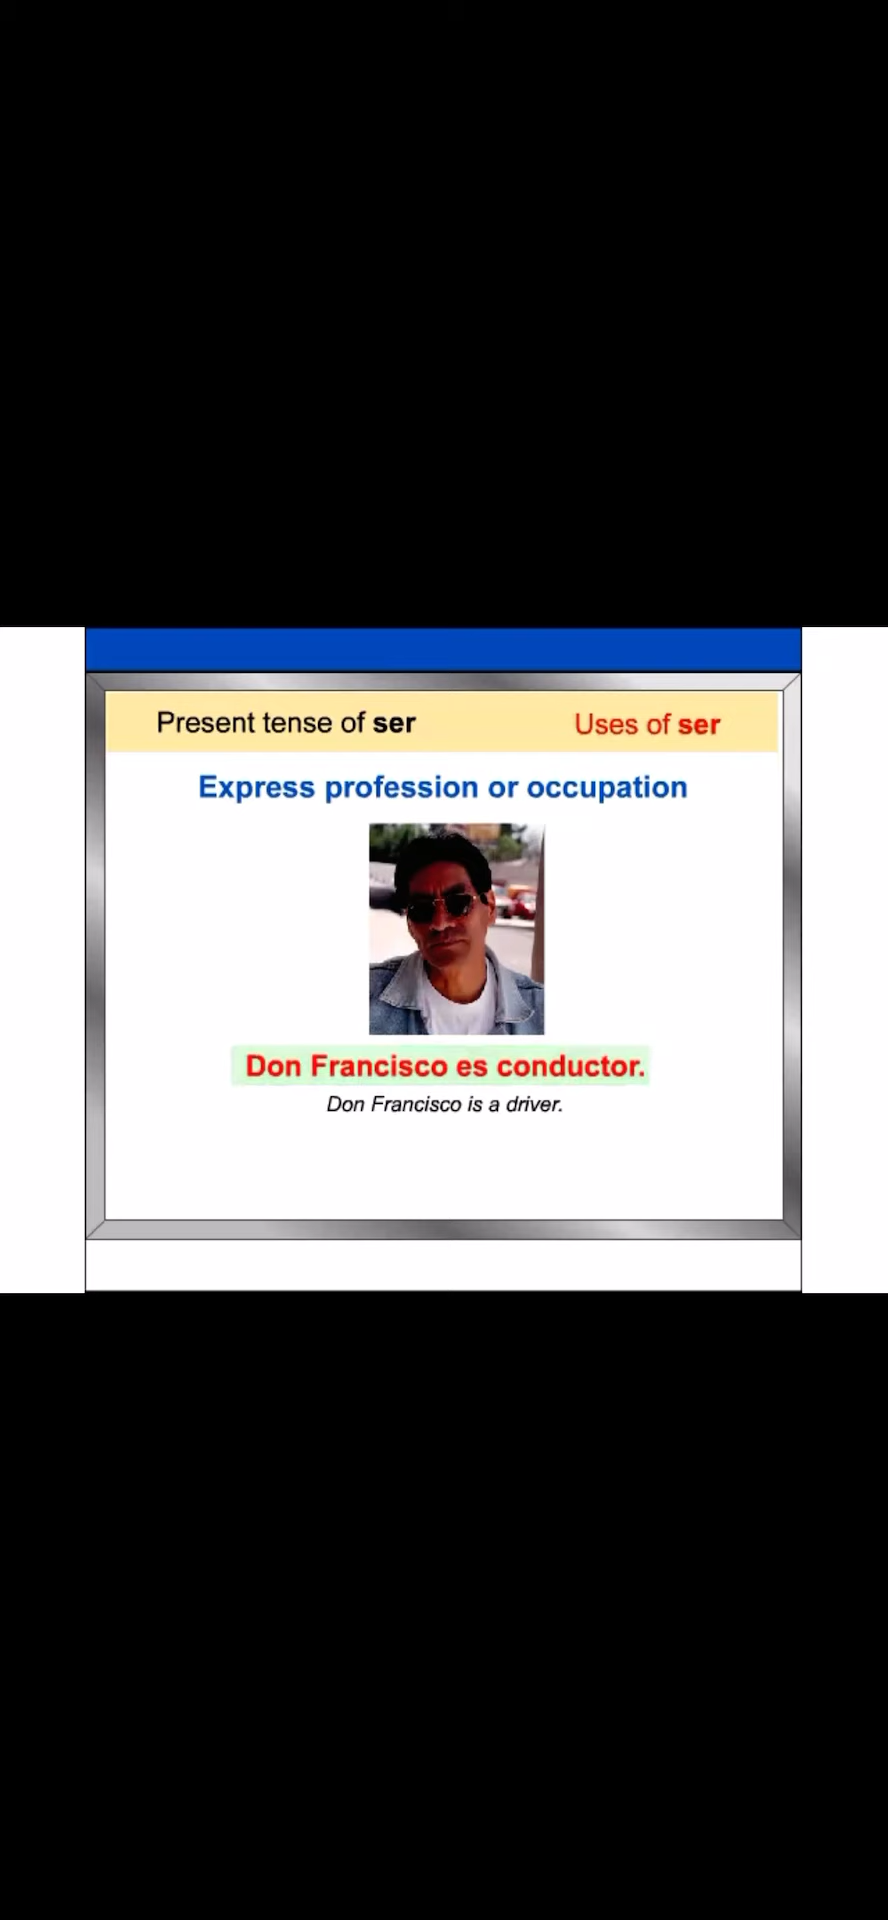 Present tense of ser
Uses of ser
Express profession or occupation
Don Francisco es conductor.
Don Francisco is a driver.